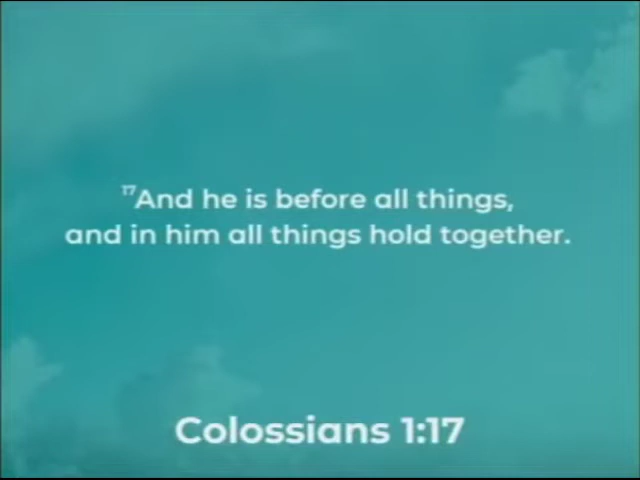 17And he is before all things,
and in him all things hold together.
Colossians 1:17